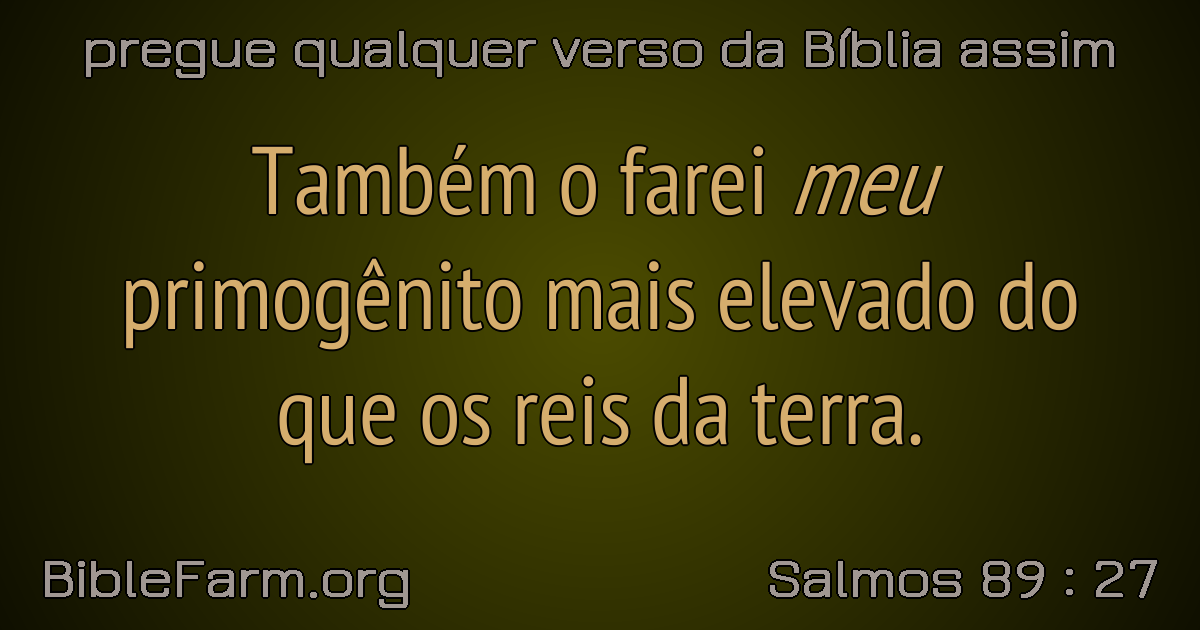 pregue qualquer verso da Bíblia assim
Também o farei meu
primogênito mais elevado do
que os reis da terra.
BibleFarm.org
Salmos 89 : 27